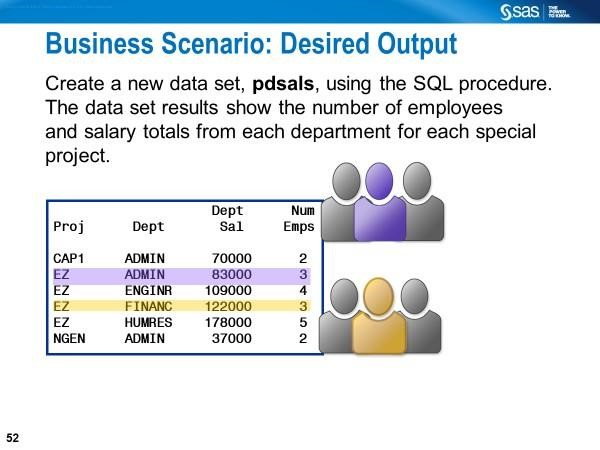 sas THE POWER TO KNOW.
Business Scenario: Desired Output
Create a new data set, pdsals, using the SQL procedure.
The data set results show the number of employees
and salary totals from each department for each special
project.
Dept Num
Proj Dept Sal Emps
CAP1 ADMIN 70000 2
EZ ADMIN 83000 3
EZ ENGINR 109000 4
EZ FINANC 122000 3
EZ HUMRES 178000 5
NGEN ADMIN 37000 2
52